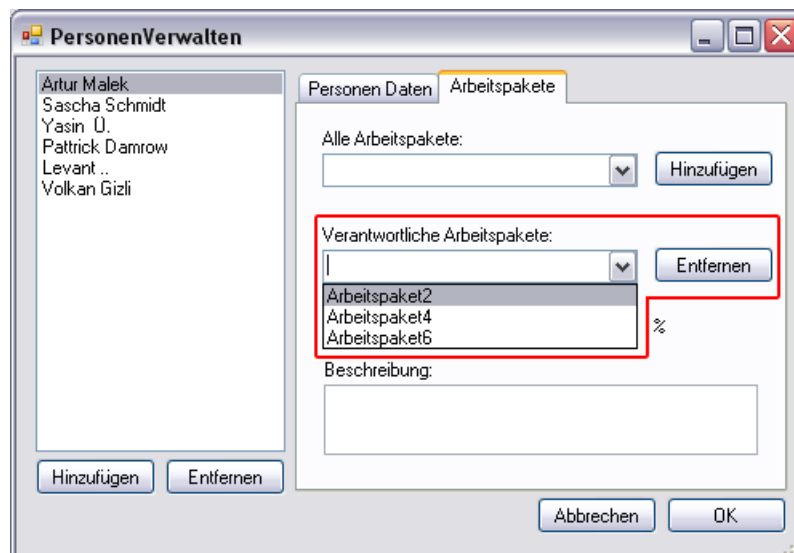 PersonenVerwalten
Artur Malek
Sascha Schmidt
Yasin Ü.
Pattrick Damrow
Levant ..
Volkan Gizli
Hinzufügen Entfernen
Personen Daten Arbeitspakete
Alle Arbeitspakete:
Hinzufügen
Verantwortliche Arbeitspakete:
Entfernen
Arbeitspaket2
Arbeitspaket4
Arbeitspaket6
%
Beschreibung:
Abbrechen OK